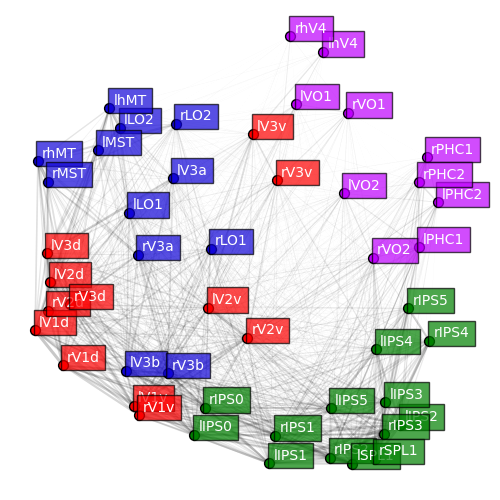 rhV4
lhV4
lVO1
rVO1
lhMT
lLO2
rLO2
lV3v
lMST
rhMT
rMST
lV3a
rV3v
rPHC1
rPHC2
lPHC2
lVO2
lLO1
rLO1
rV3a
lV3d
rVO2
lPHC1
lV2d
rV2d
rV3d
lV1d
lV2v
rV2v
rIPS5
rIPS4
lIPS4
rV1d
lV3b
rV3b
lV1v
rV1v
rIPS0
lIPS5
lIPS3
lIPS2
lIPS0
rIPS1
rIPS3
lIPS1
lSPL1
rSPL1